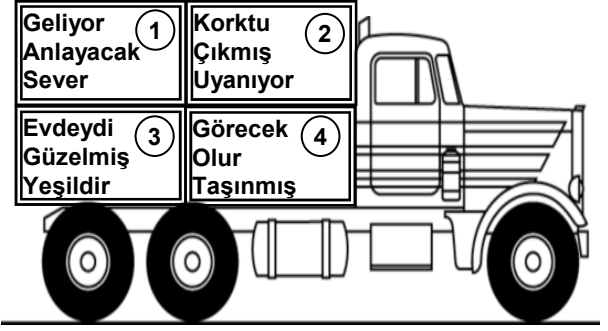 Geliyor
Anlayacak
Sever
1
Korktu
Çıkmış
Uyanıyor
2
Evdeydi
Güzelmiş
Yeşildir
3
Görecek
Olur
Taşınmış
4